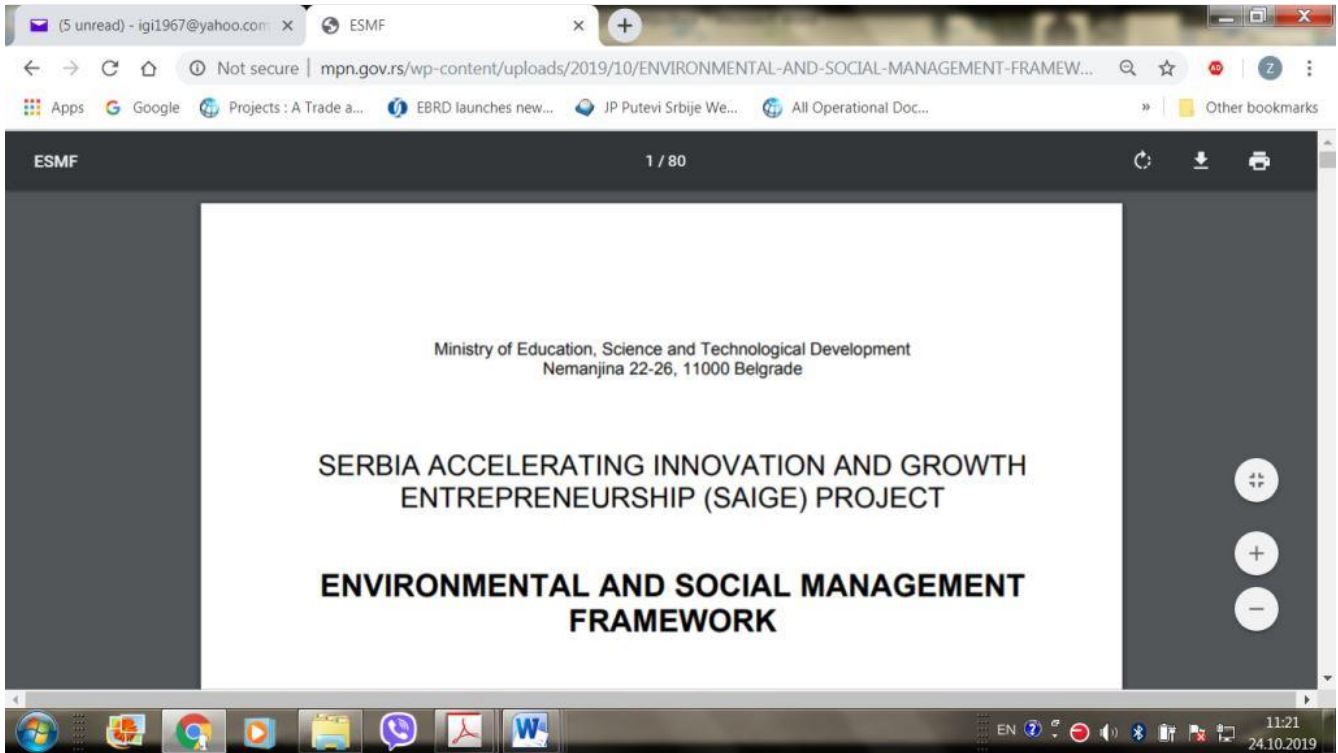 (5 unread) - igi1967@yahoo.com
ESMF
Not secure | mpn.gov.rs/wp-content/uploads/2019/10/ENVIRONMENTAL-AND-SOCIAL-MANAGEMENT-FRAMEW...
Apps Google Projects : A Trade a... EBRD launches new... JP Putevi Srbije We... All Operational Doc... » Other bookmarks
ESMF 1 / 80
Ministry of Education, Science and Technological Development
Nemanjina 22-26, 11000 Belgrade
SERBIA ACCELERATING INNOVATION AND GROWTH
ENTREPRENEURSHIP (SAIGE) PROJECT
ENVIRONMENTAL AND SOCIAL MANAGEMENT
FRAMEWORK
EN 11:21
24.10.2019